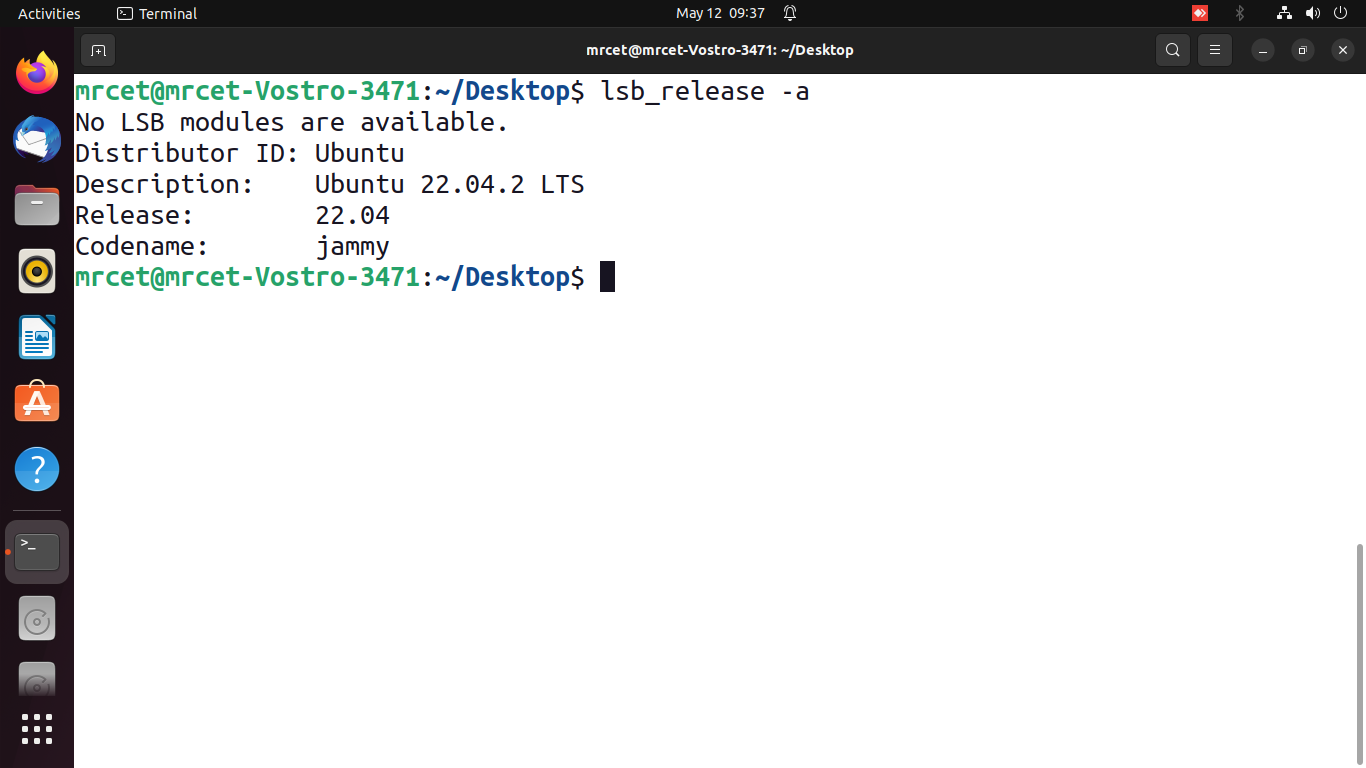 Activities Terminal May 12 09:37
mrcet@mrcet-Vostro-3471: ~/Desktop
mrcet@mrcet-Vostro-3471:~/Desktop$ lsb_release -a
No LSB modules are available.
Distributor ID: Ubuntu
Description:    Ubuntu 22.04.2 LTS
Release:        22.04
Codename:       jammy
mrcet@mrcet-Vostro-3471:~/Desktop$